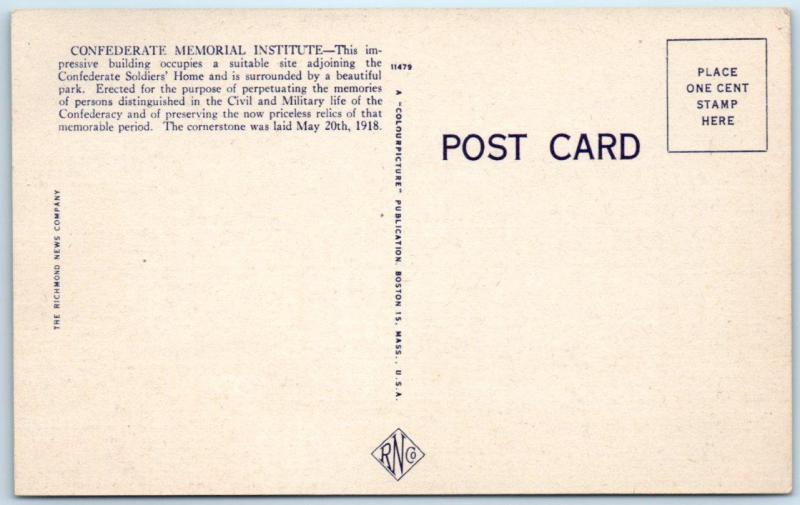 CONFEDERATE MEMORIAL INSTITUTE—This im-
pressive building occupies a suitable site adjoining the
Confederate Soldiers' Home and is surrounded by a beautiful
park. Erected for the purpose of perpetuating the memories
of persons distinguished in the Civil and Military life of the
Confederacy and of preserving the now priceless relics of that
memorable period. The cornerstone was laid May 20th, 1918.
THE RICHMOND NEWS COMPANY
11479
A "COLOURPICTURE" PUBLICATION, BOSTON 15, MASS., U.S.A.
RNCo
POST CARD
PLACE
ONE CENT
STAMP
HERE